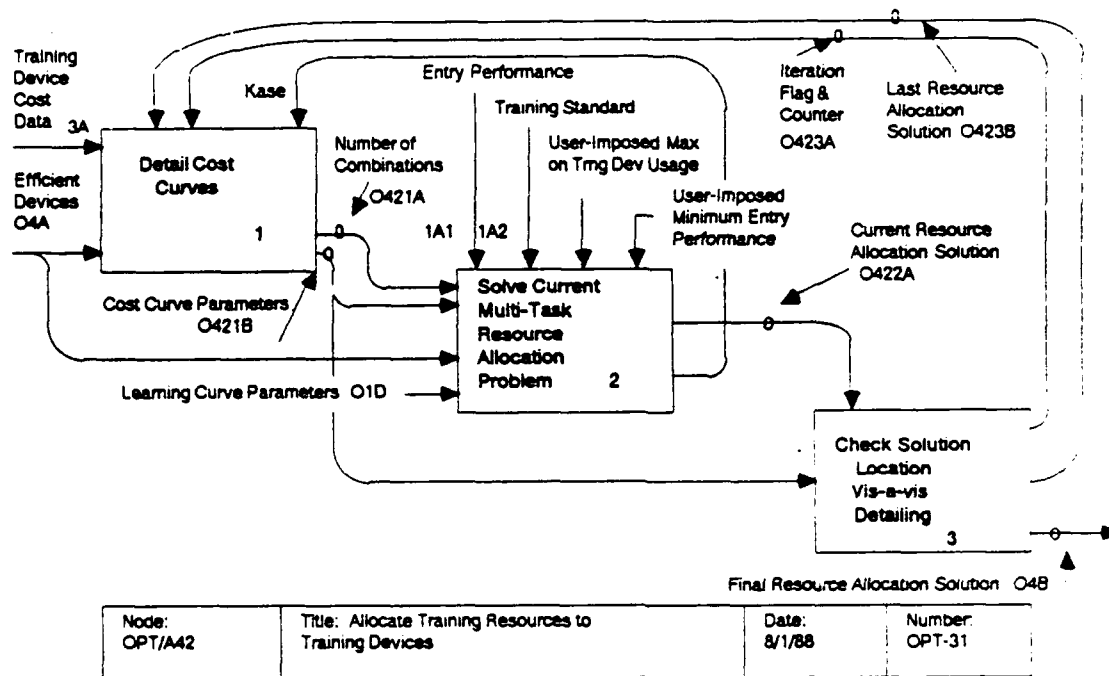 Training
Device
Cost
Data 3A
Efficient
Devices
O4A
Kase
Detail Cost
Curves
1
Number of
Combinations
O421A
Cost Curve Parameters
O421B
Learning Curve Parameters O1D
Entry Performance
Training Standard
User-Imposed Max
on Trng Dev Usage
User-Imposed
Minimum Entry
Performance
1A1 1A2
Solve Current
Multi-Task
Resource
Allocation
Problem 2
Iteration
Flag &
Counter
O423A
Last Resource
Allocation
Solution O423B
Current Resource
Allocation Solution
O422A
Check Solution
Location
Vis-a-vis
Detailing
3
Final Resource Allocation Solution O4B
Node:
OPT/A42
Title: Allocate Training Resources to
Training Devices
Date:
8/1/88
Number:
OPT-31